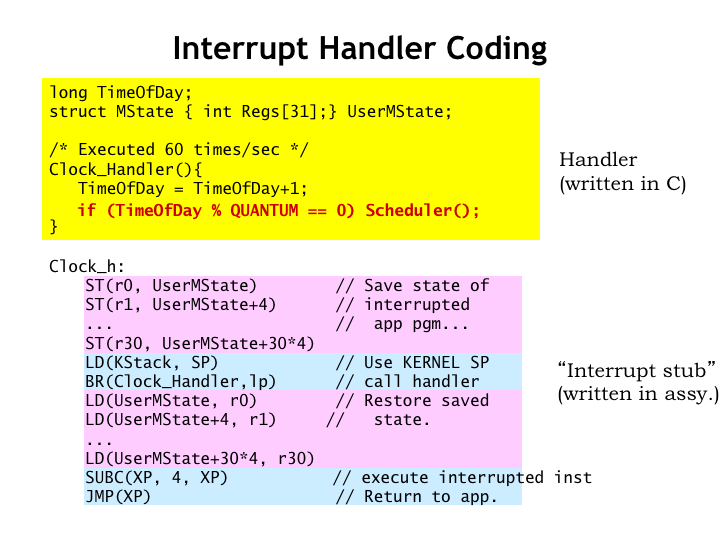 Interrupt Handler Coding
long TimeOfDay;
struct MState { int Regs[31];} UserMState;
/* Executed 60 times/sec */
Clock_Handler(){
TimeOfDay = TimeOfDay+1;
if (TimeOfDay % QUANTUM == 0) Scheduler();
}
Handler
(written in C)
Clock_h:
ST(r0, UserMState) // Save state of
ST(r1, UserMState+4) // interrupted
... // app pgm...
ST(r30, UserMState+30*4)
LD(KStack, SP) // Use KERNEL SP
BR(Clock_Handler,lp) // call handler
LD(UserMState, r0) // Restore saved
LD(UserMState+4, r1) // state.
...
LD(UserMState+30*4, r30)
SUBC(XP, 4, XP) // execute interrupted inst
JMP(XP) // Return to app.
“Interrupt stub”
(written in assy.)